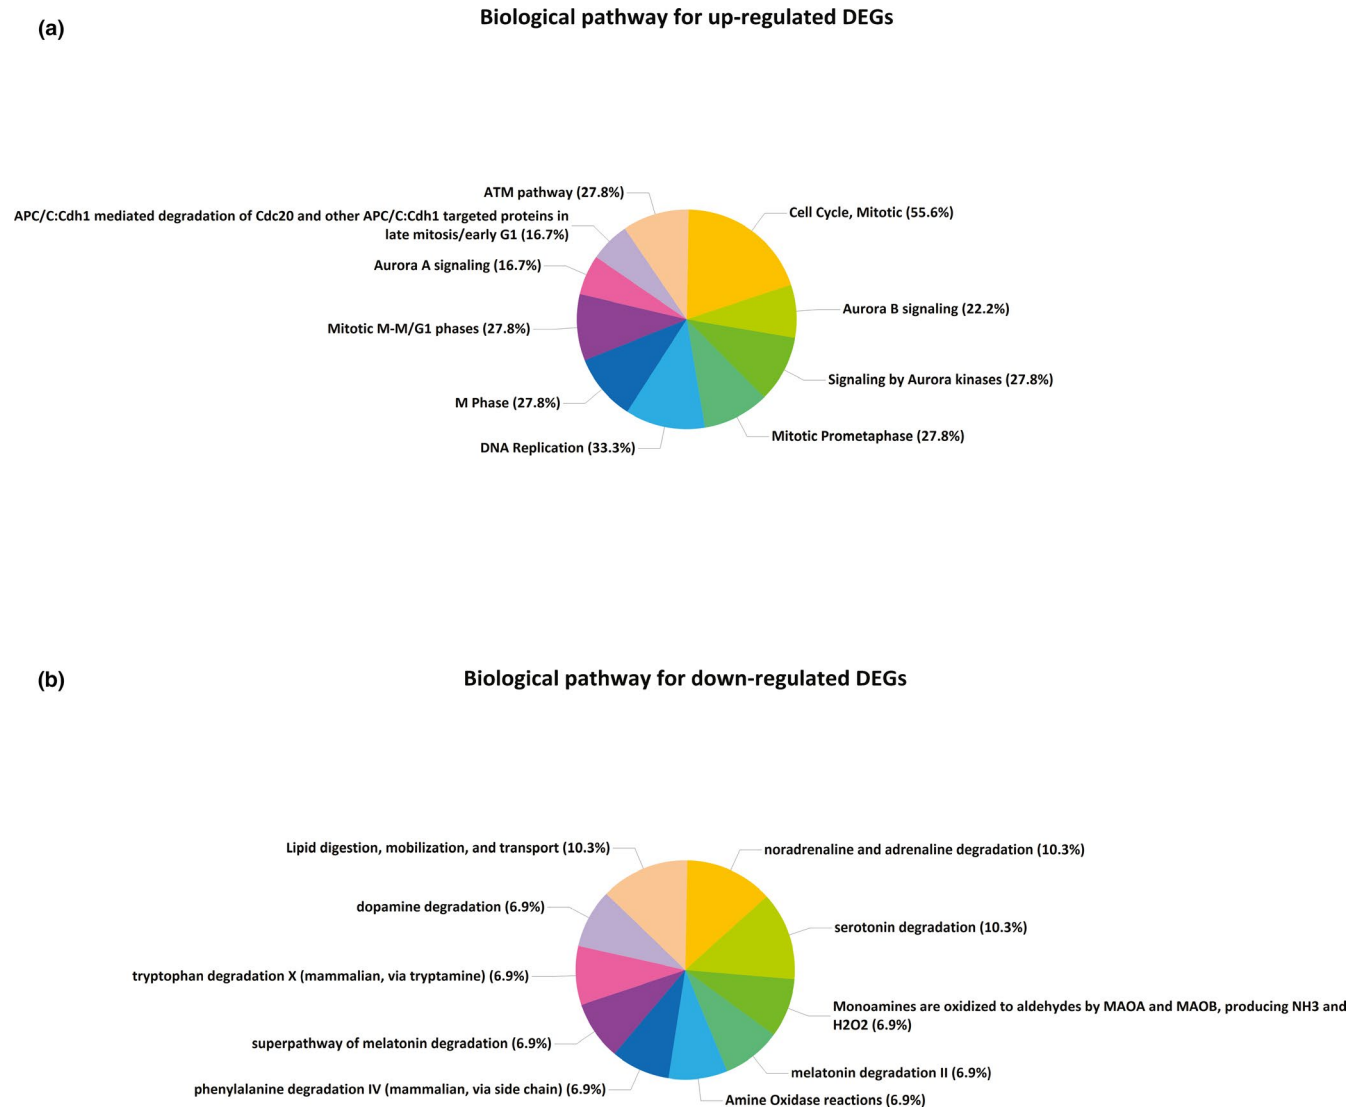 (a)
Biological pathway for up-regulated DEGs
ATM pathway (27.8%)
Cell Cycle, Mitotic (55.6%)
APC/C:Cdh1 mediated degradation of Cdc20 and other APC/C:Cdh1 targeted proteins in
late mitosis/early G1 (16.7%)
Aurora A signaling (16.7%)
Aurora B signaling (22.2%)
Mitotic M-M/G1 phases (27.8%)
Signaling by Aurora kinases (27.8%)
M Phase (27.8%)
Mitotic Prometaphase (27.8%)
DNA Replication (33.3%)
(b)
Biological pathway for down-regulated DEGs
Lipid digestion, mobilization, and transport (10.3%)
noradrenaline and adrenaline degradation (10.3%)
dopamine degradation (6.9%)
serotonin degradation (10.3%)
tryptophan degradation X (mammalian, via tryptamine) (6.9%)
Monoamines are oxidized to aldehydes by MAOA and MAOB, producing NH3 and
H2O2 (6.9%)
superpathway of melatonin degradation (6.9%)
melatonin degradation II (6.9%)
phenylalanine degradation IV (mammalian, via side chain) (6.9%)
Amine Oxidase reactions (6.9%)